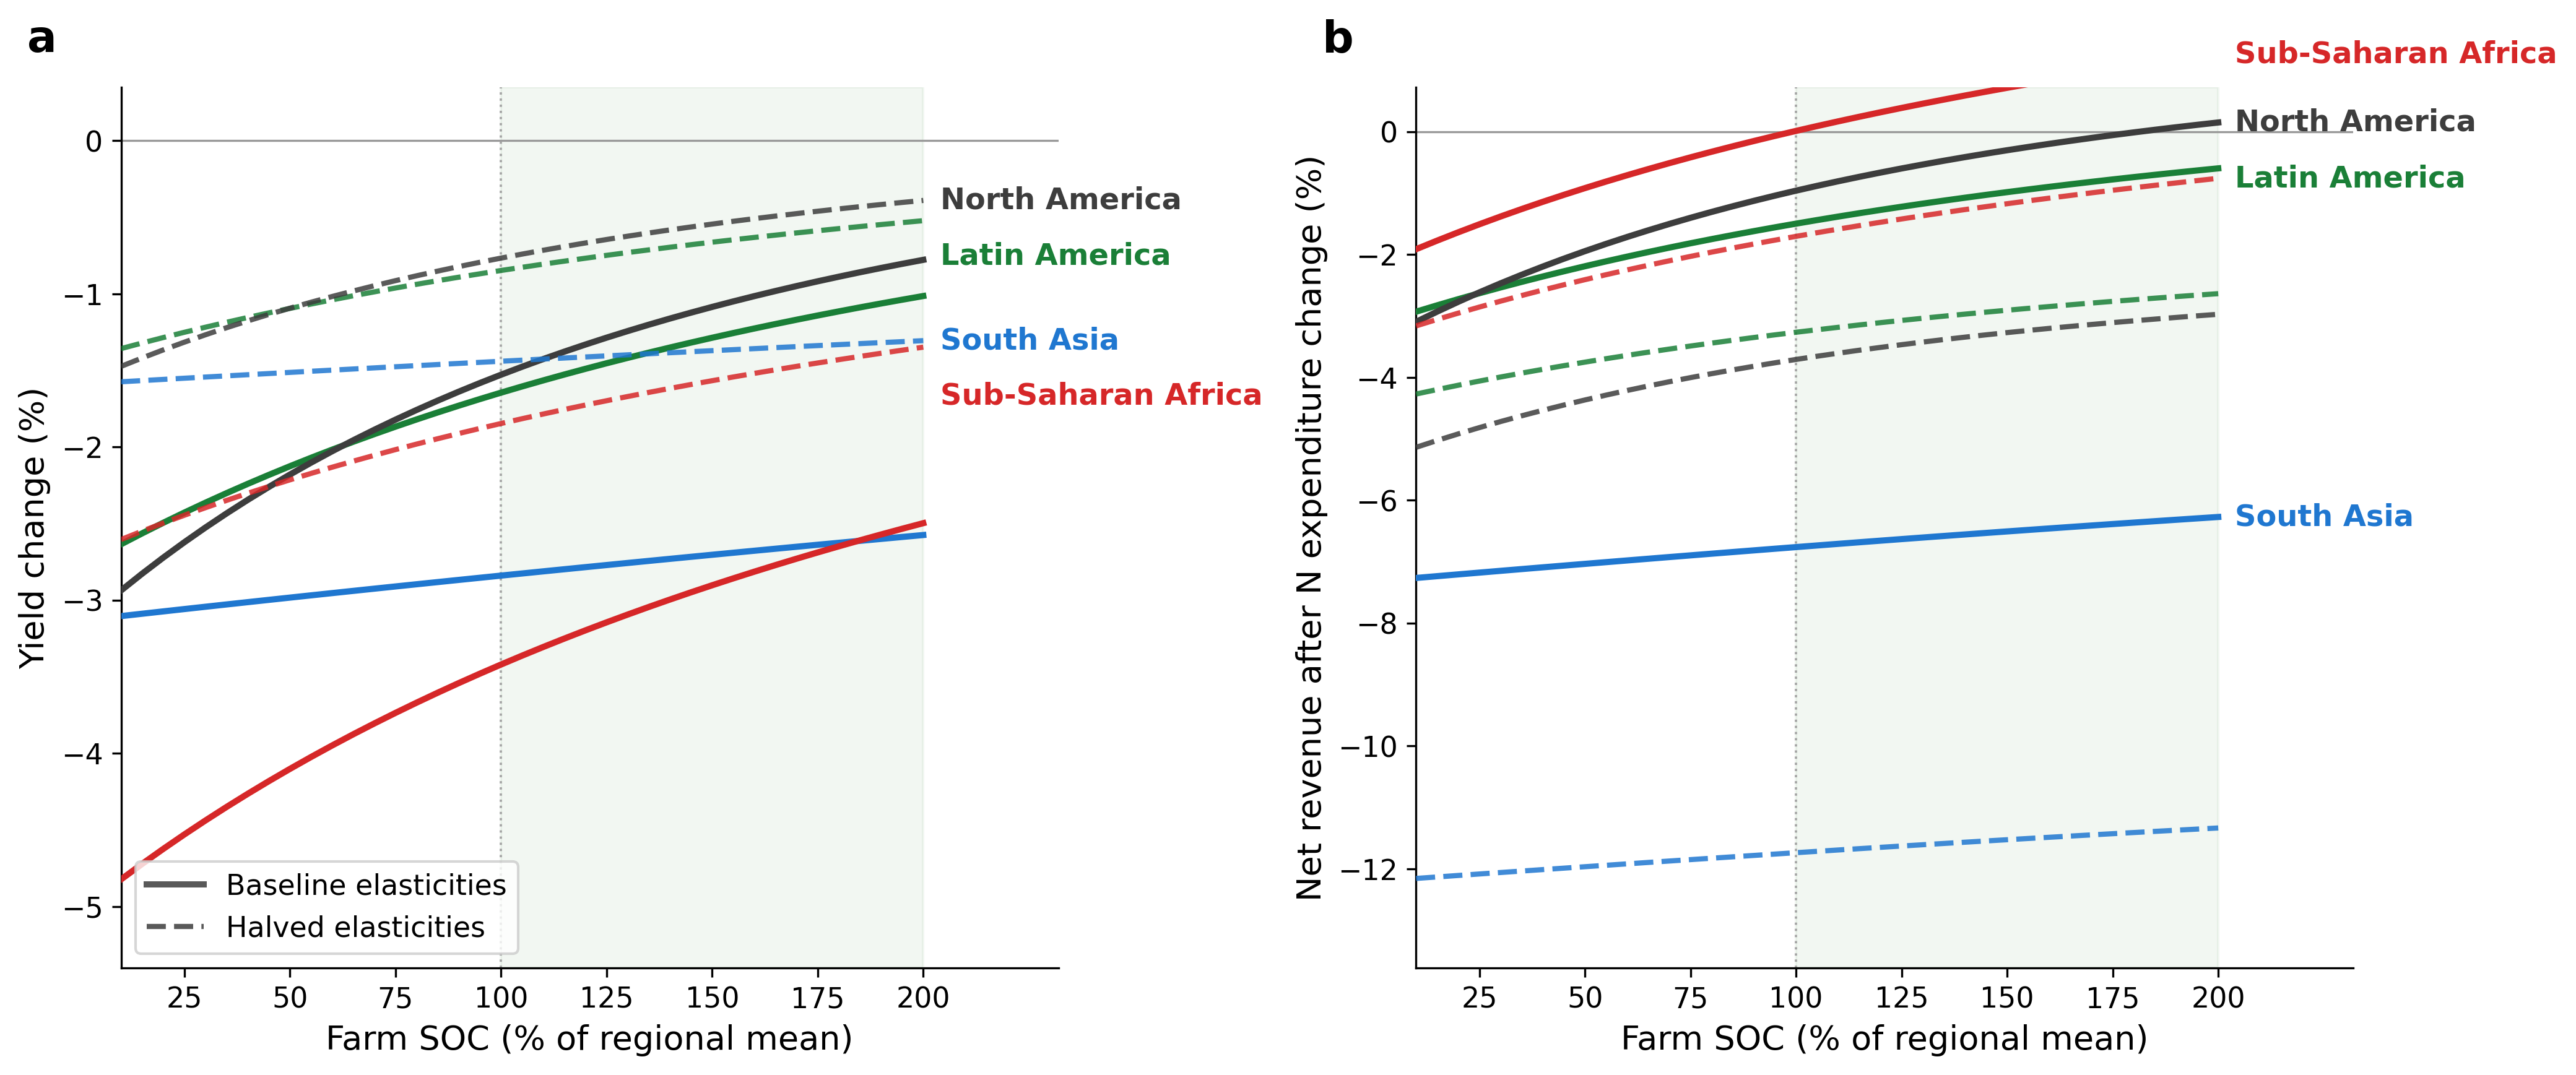 a
Yield change (%)
0
−1
−2
−3
−4
−5
North America
Latin America
South Asia
Sub-Saharan Africa
Baseline elasticities
Halved elasticities
25 50 75 100 125 150 175 200
Farm SOC (% of regional mean)
b
Net revenue after N expenditure change (%)
0
−2
−4
−6
−8
−10
−12
Sub-Saharan Africa
North America
Latin America
South Asia
25 50 75 100 125 150 175 200
Farm SOC (% of regional mean)